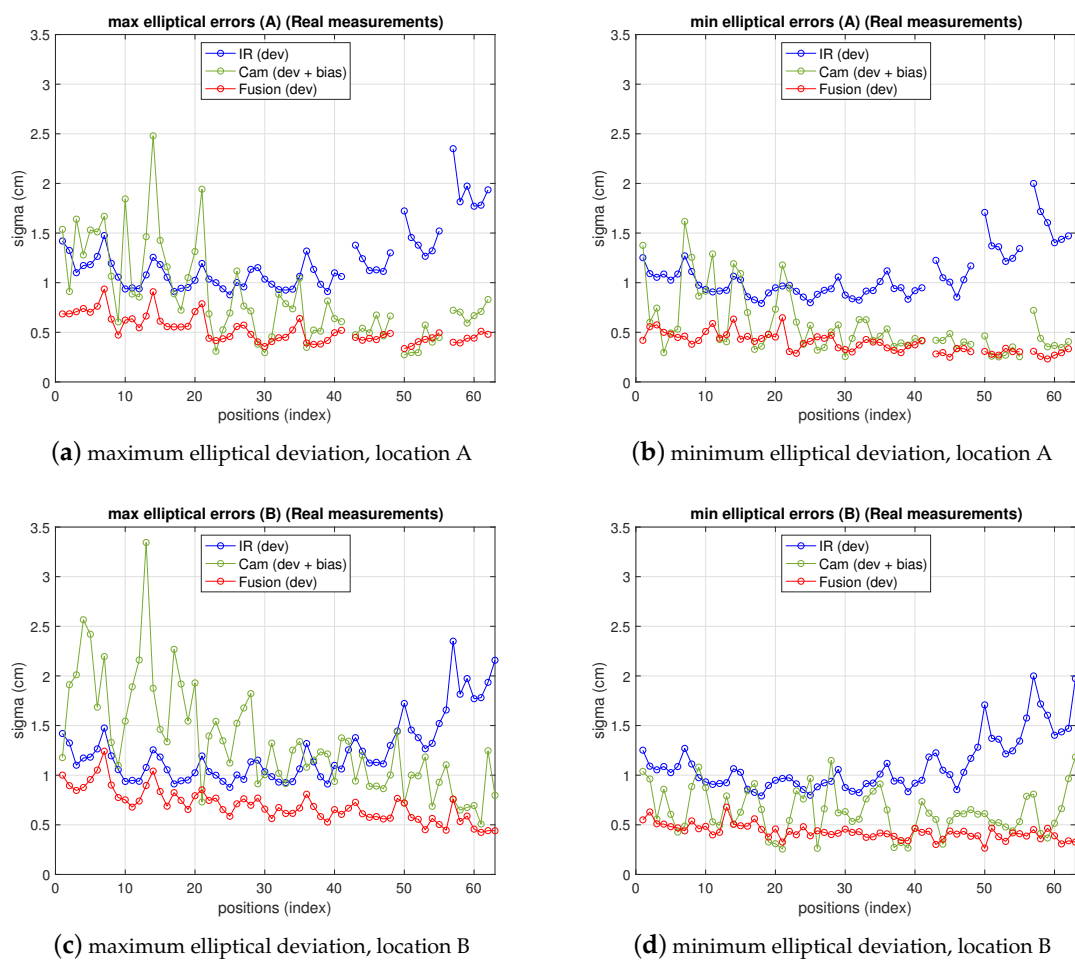 max elliptical errors (A) (Real measurements)
3.5
3
2.5
2
1.5
1
0.5
0
sigma (cm)
IR (dev)
Cam (dev + bias)
Fusion (dev)
0 10 20 30 40 50 60
positions (index)
(a) maximum elliptical deviation, location A
min elliptical errors (A) (Real measurements)
3.5
3
2.5
2
1.5
1
0.5
0
sigma (cm)
IR (dev)
Cam (dev + bias)
Fusion (dev)
0 10 20 30 40 50 60
positions (index)
(b) minimum elliptical deviation, location A
max elliptical errors (B) (Real measurements)
3.5
3
2.5
2
1.5
1
0.5
0
sigma (cm)
IR (dev)
Cam (dev + bias)
Fusion (dev)
0 10 20 30 40 50 60
positions (index)
(c) maximum elliptical deviation, location B
min elliptical errors (B) (Real measurements)
3.5
3
2.5
2
1.5
1
0.5
0
sigma (cm)
IR (dev)
Cam (dev + bias)
Fusion (dev)
0 10 20 30 40 50 60
positions (index)
(d) minimum elliptical deviation, location B